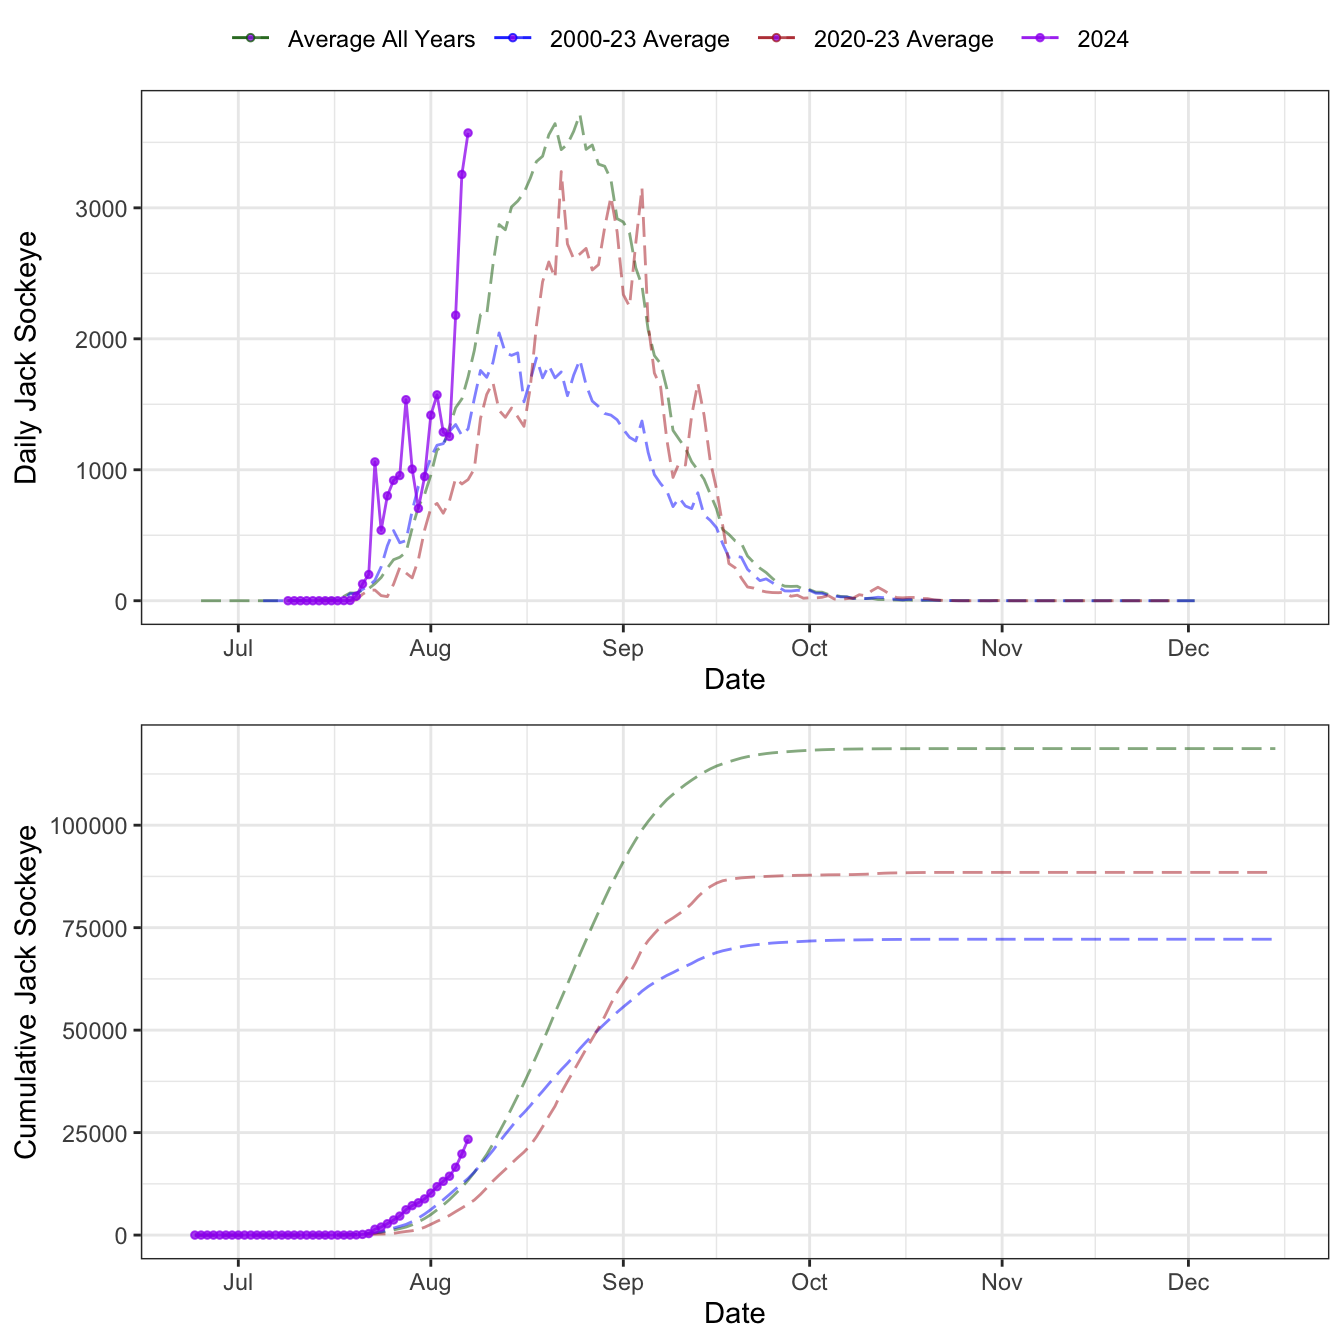 Average All Years 2000-23 Average 2020-23 Average 2024
Daily Jack Sockeye
3000
2000
1000
0
Jul Aug Sep Oct Nov Dec
Date
Cumulative Jack Sockeye
100000
75000
50000
25000
0
Jul Aug Sep Oct Nov Dec
Date